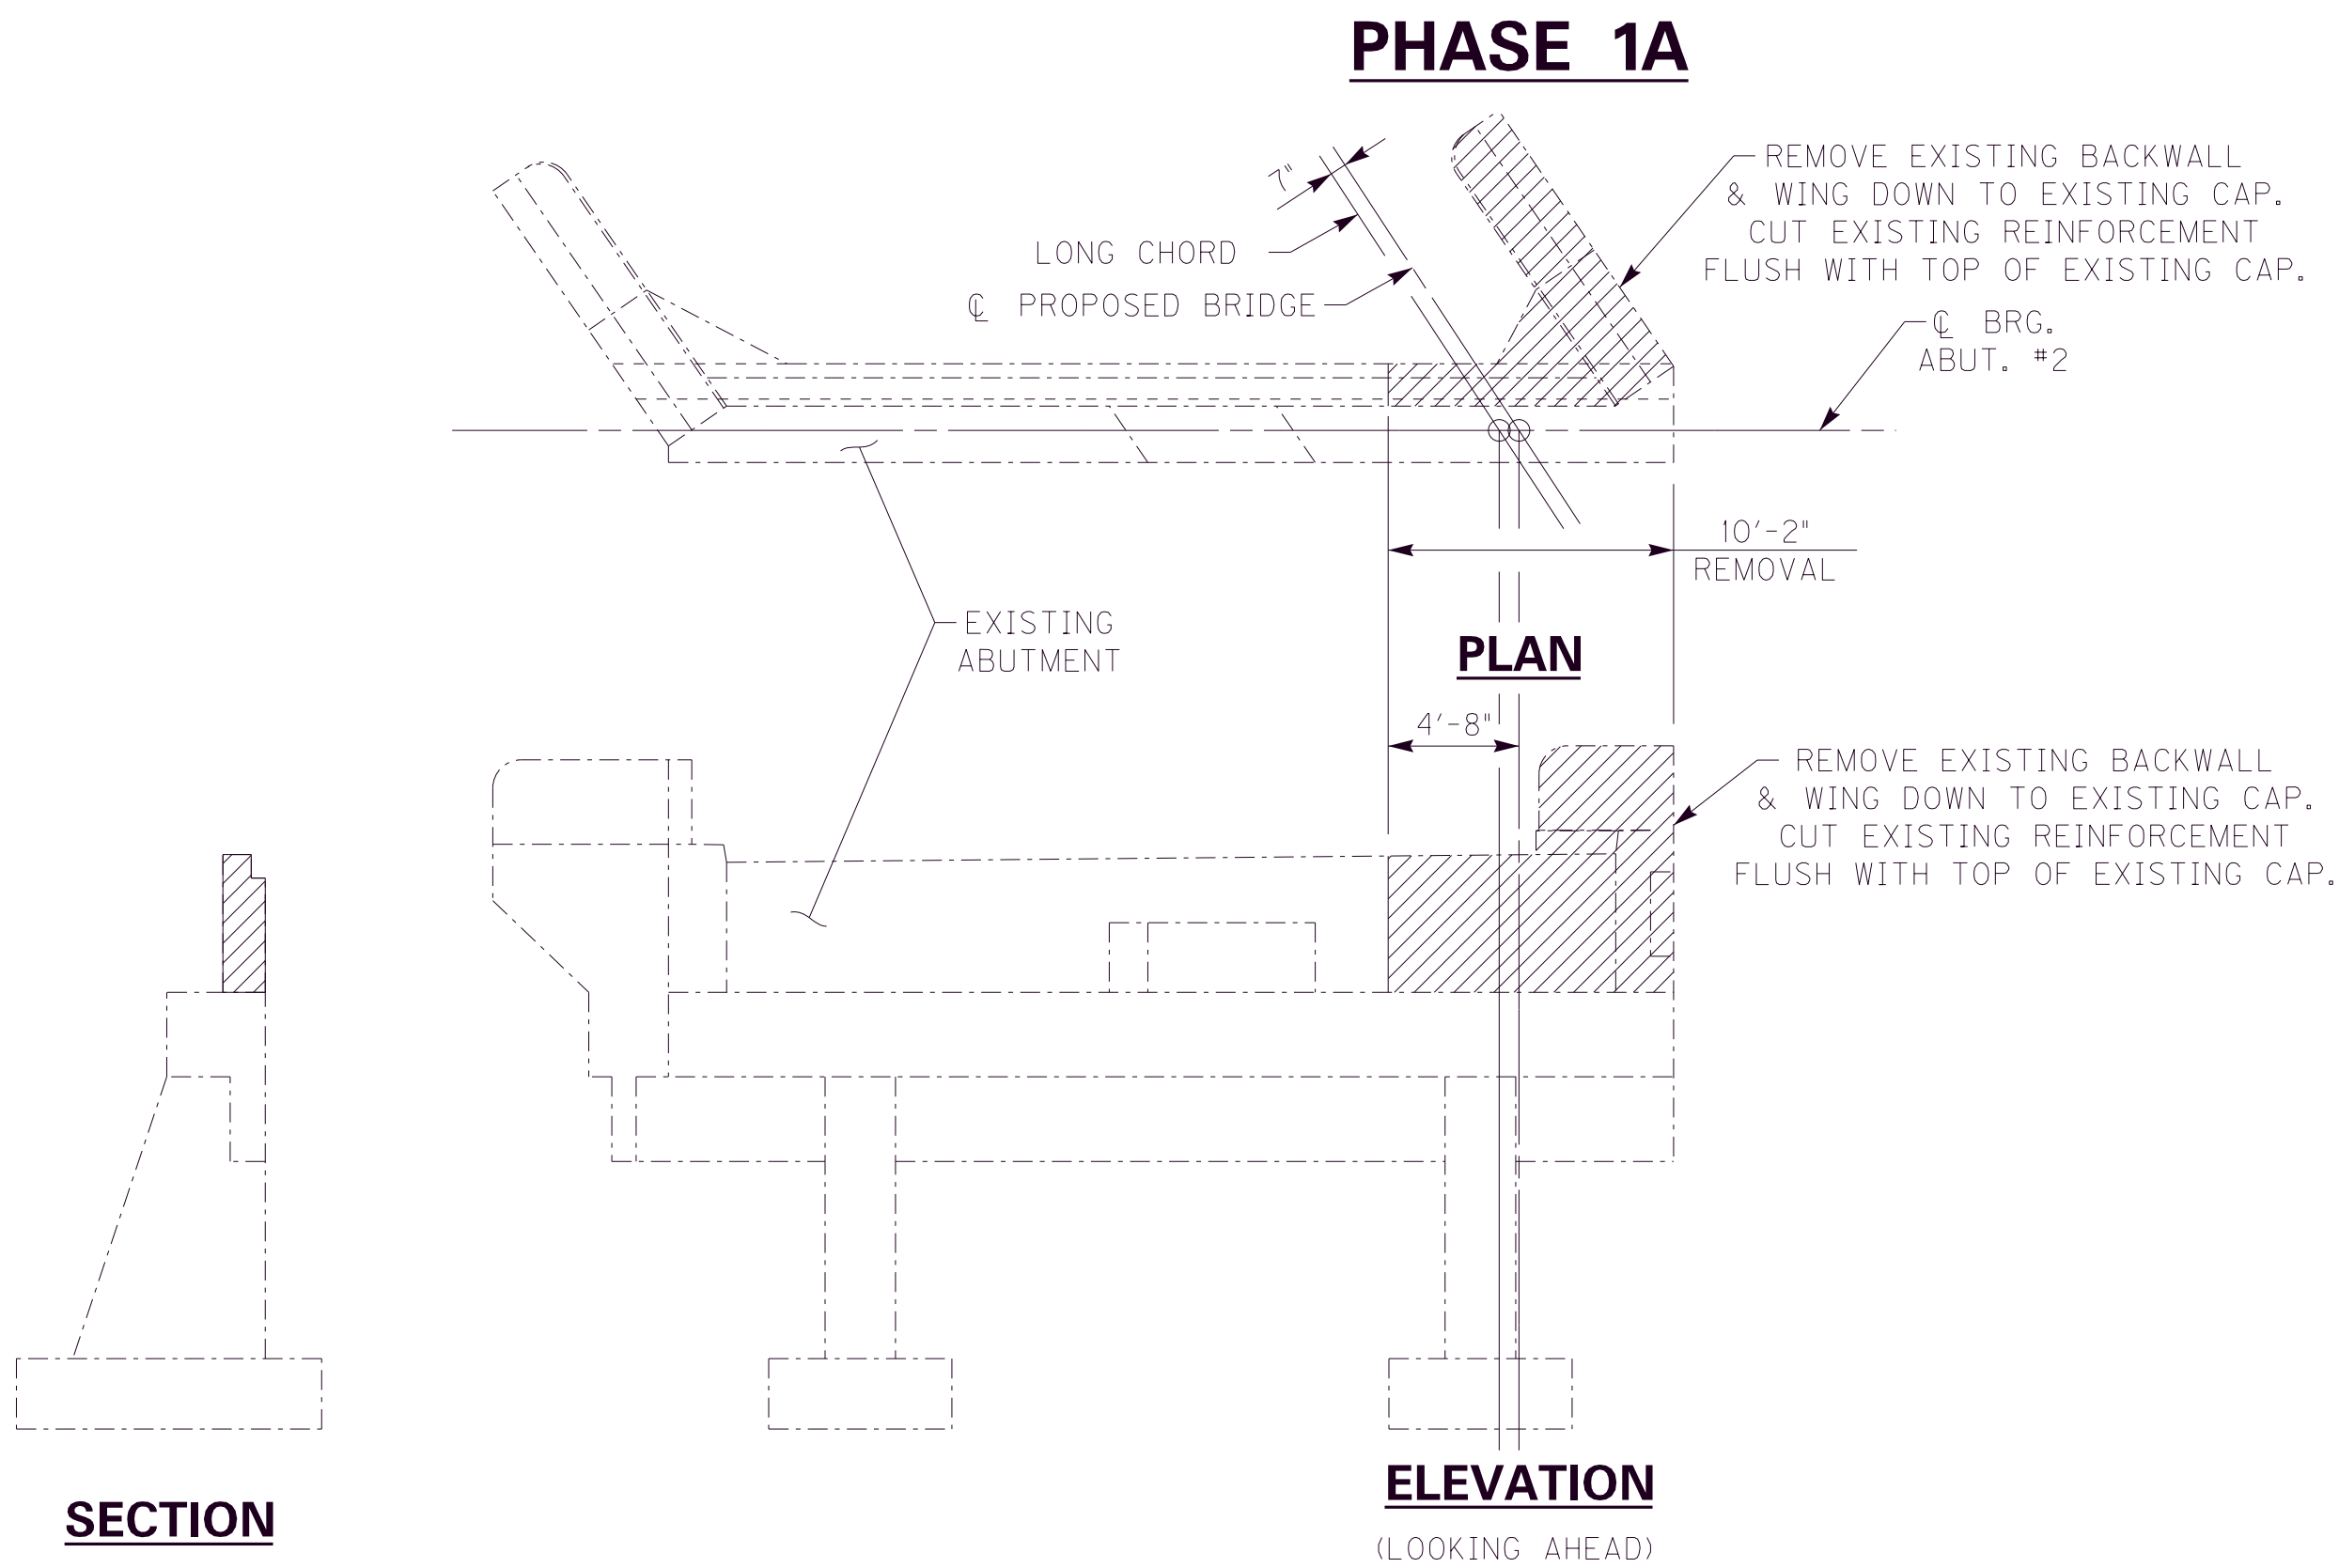 PHASE 1A
7"
LONG CHORD
℄ PROPOSED BRIDGE
REMOVE EXISTING BACKWALL
& WING DOWN TO EXISTING CAP.
CUT EXISTING REINFORCEMENT
FLUSH WITH TOP OF EXISTING CAP.
℄ BRG.
ABUT. #2
10'-2"
REMOVAL
EXISTING
ABUTMENT
PLAN
4'-8"
REMOVE EXISTING BACKWALL
& WING DOWN TO EXISTING CAP.
CUT EXISTING REINFORCEMENT
FLUSH WITH TOP OF EXISTING CAP.
SECTION
ELEVATION
(LOOKING AHEAD)